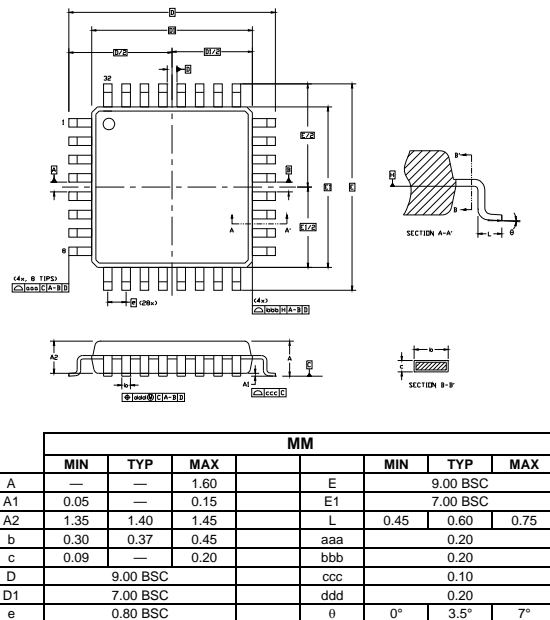 D
D1
D/2
D1/2
D
32
1
8
A
B
E/2
E1/2
E1
E
A
A'
(4x, 8 TIPS)
aaa C A-B D
e (28x)
(4x)
bbb H A-B D
H
B'
B
L
θ
SECTION A-A'
A2
A
A1
C
b
ddd Ⓜ C A-B D
ccc C
b
c
SECTION B-B'
MM
MIN TYP MAX MIN TYP MAX
A — — 1.60 E 9.00 BSC
A1 0.05 — 0.15 E1 7.00 BSC
A2 1.35 1.40 1.45 L 0.45 0.60 0.75
b 0.30 0.37 0.45 aaa 0.20
c 0.09 — 0.20 bbb 0.20
D 9.00 BSC ccc 0.10
D1 7.00 BSC ddd 0.20
e 0.80 BSC θ 0° 3.5° 7°